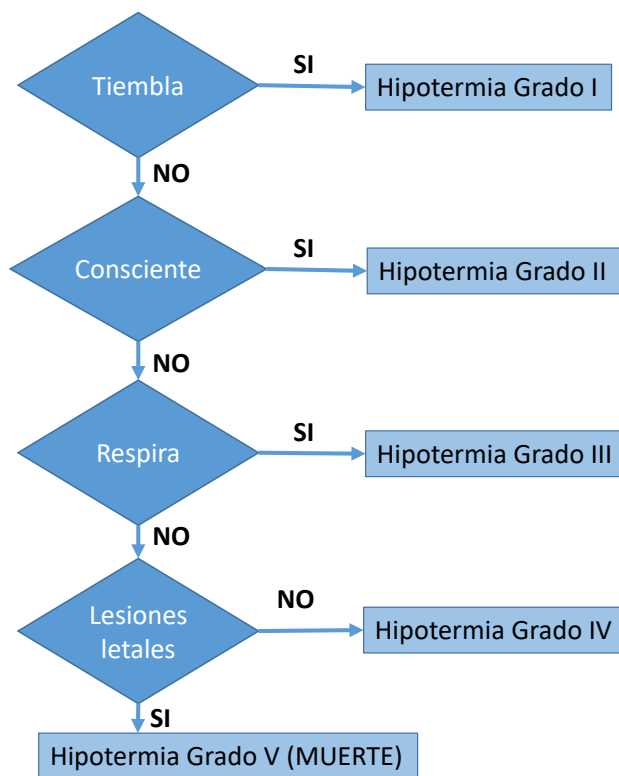 Tiembla
SI
Hipotermia Grado I
NO
Consciente
SI
Hipotermia Grado II
NO
Respira
SI
Hipotermia Grado III
NO
Lesiones
letales
NO
Hipotermia Grado IV
SI
Hipotermia Grado V (MUERTE)